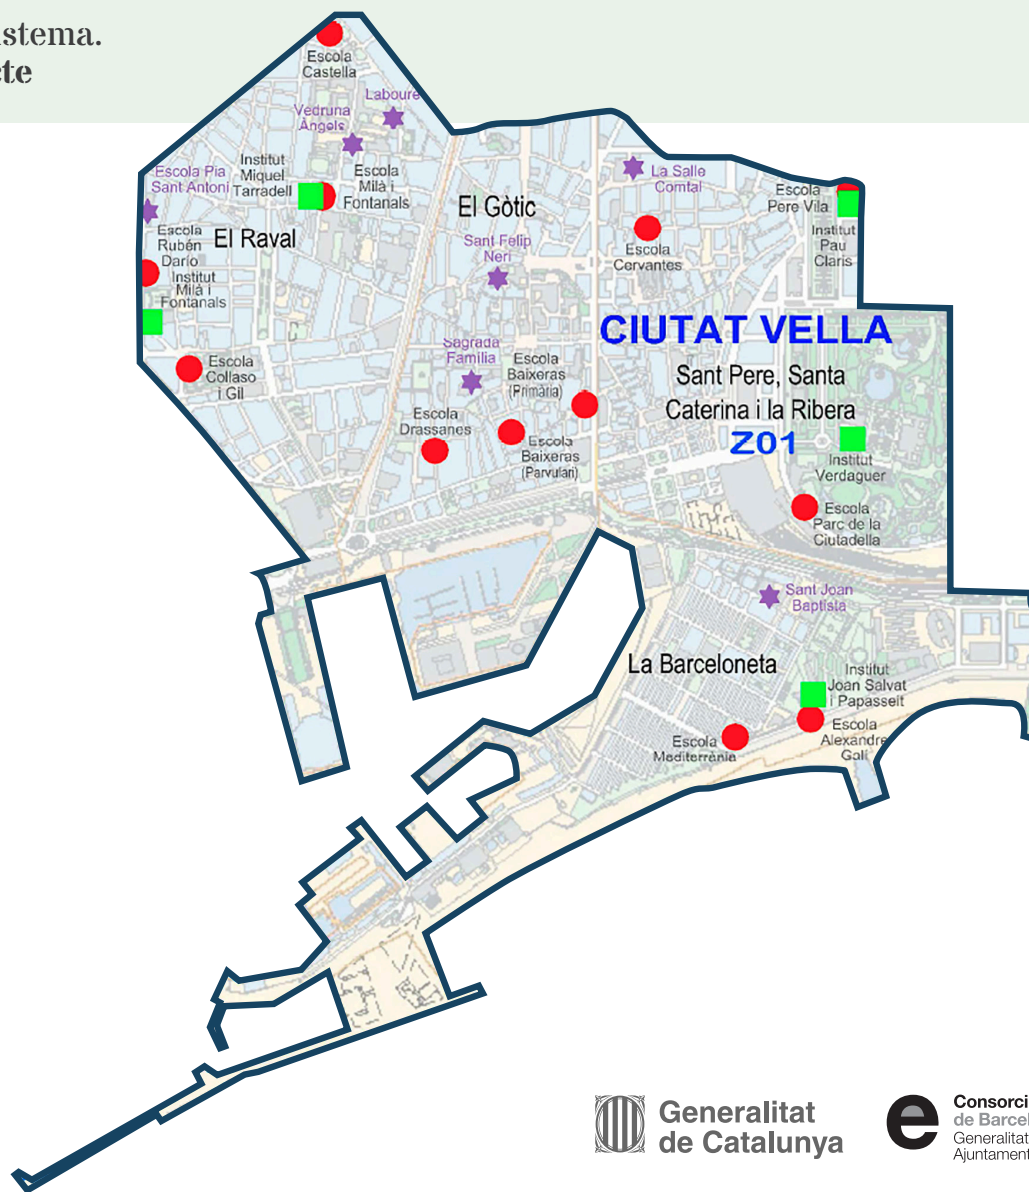 istema.
cte
Escola
Castella
Laboure
Vedruna
Àngels
Institut
Miquel
Tarradell
Escola
Milà i
Fontanals
Escola Pia
Sant Antoni
La Salle
Comtal
Escola
Pere Vila
El Gòtic
Escola
Rubén
Darío
El Raval
Institut
Pau
Claris
Sant Felip
Neri
Escola
Cervantes
Institut
Milà i
Fontanals
CIUTAT VELLA
Sagrada
Família
Escola
Baixeras
(Primària)
Escola
Collaso
i Gil
Sant Pere, Santa
Caterina i la Ribera
Z01
Escola
Drassanes
Escola
Baixeras
(Parvulari)
Institut
Verdaguer
Escola
Parc de la
Ciutadella
Sant Joan
Baptista
La Barceloneta
Institut
Joan Salvat
i Papasseit
Escola
Mediterrània
Escola
Alexandre
Galí
Generalitat
de Catalunya
e
Consorci
de Barcel
Generalitat
Ajuntament